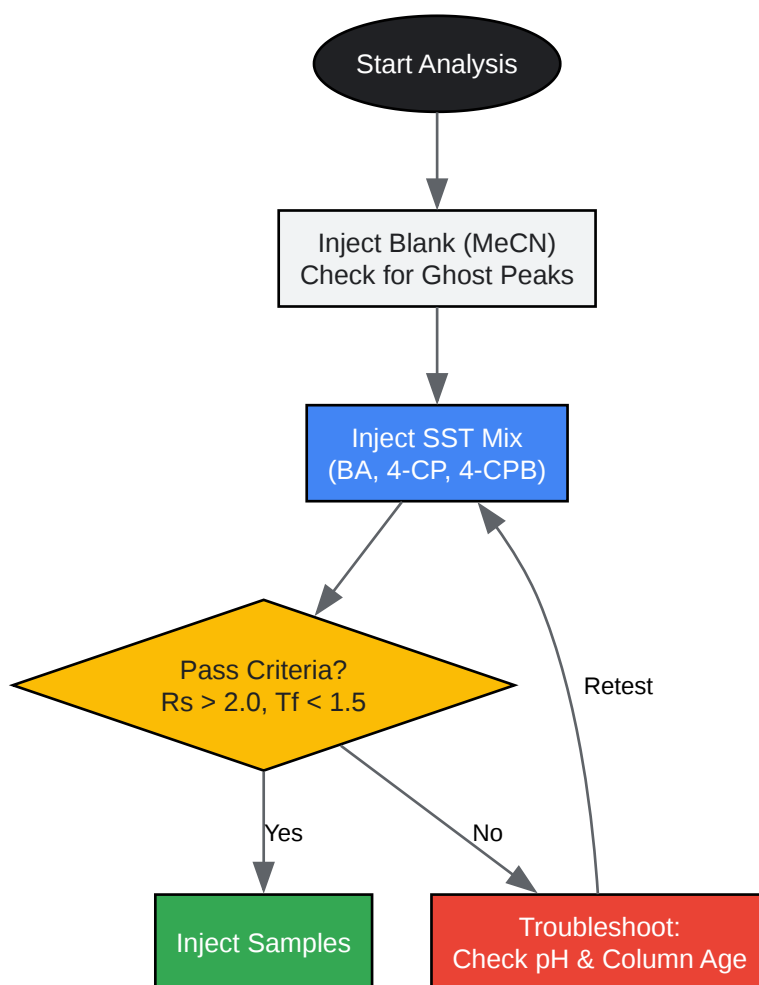 Start Analysis
Inject Blank (MeCN)
Check for Ghost Peaks
Inject SST Mix
(BA, 4-CP, 4-CPB)
Pass Criteria?
Rs > 2.0, Tf < 1.5
Retest
Yes
No
Inject Samples
Troubleshoot:
Check pH & Column Age